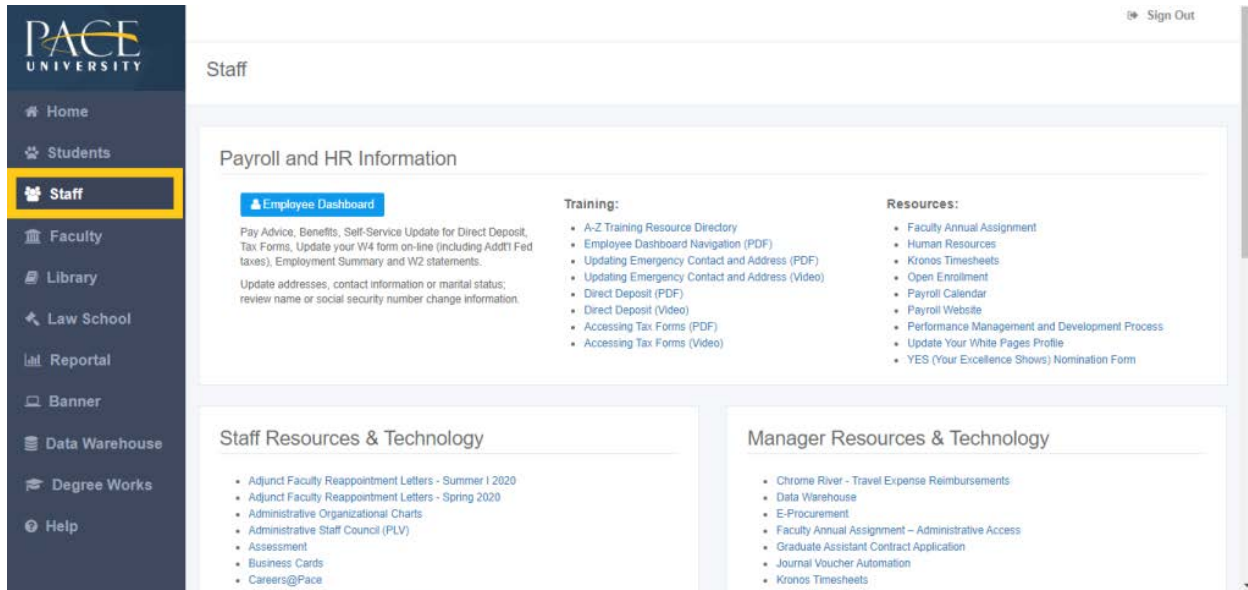 PACE
UNIVERSITY
Sign Out
Staff
Home
Students
Staff
Faculty
Library
Law School
Reportal
Banner
Data Warehouse
Degree Works
Help
Payroll and HR Information
Employee Dashboard
Pay Advice, Benefits, Self-Service Update for Direct Deposit,
Tax Forms, Update your W4 form on-line (including Addt'l Fed
taxes), Employment Summary and W2 statements.
Update addresses, contact information or marital status;
review name or social security number change information.
Training:
A-Z Training Resource Directory
Employee Dashboard Navigation (PDF)
Updating Emergency Contact and Address (PDF)
Updating Emergency Contact and Address (Video)
Direct Deposit (PDF)
Direct Deposit (Video)
Accessing Tax Forms (PDF)
Accessing Tax Forms (Video)
Resources:
Faculty Annual Assignment
Human Resources
Kronos Timesheets
Open Enrollment
Payroll Calendar
Payroll Website
Performance Management and Development Process
Update Your White Pages Profile
YES (Your Excellence Shows) Nomination Form
Staff Resources & Technology
Adjunct Faculty Reappointment Letters - Summer I 2020
Adjunct Faculty Reappointment Letters - Spring 2020
Administrative Organizational Charts
Administrative Staff Council (PLV)
Assessment
Business Cards
Careers@Pace
Manager Resources & Technology
Chrome River - Travel Expense Reimbursements
Data Warehouse
E-Procurement
Faculty Annual Assignment – Administrative Access
Graduate Assistant Contract Application
Journal Voucher Automation
Kronos Timesheets